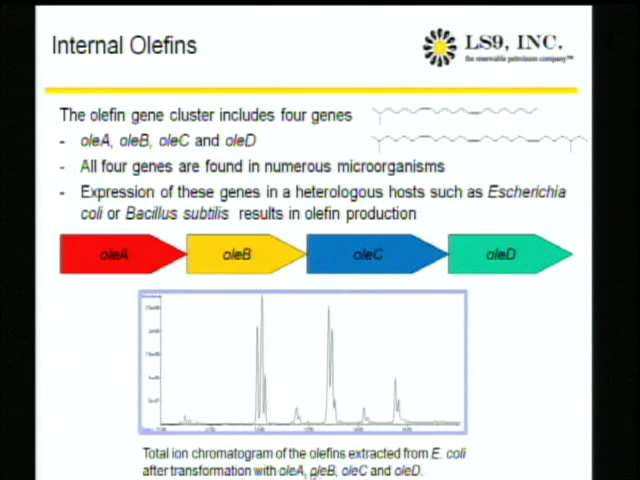 Internal Olefins
LS9, INC.
the renewable petroleum company™
The olefin gene cluster includes four genes
- oleA, oleB, oleC and oleD
- All four genes are found in numerous microorganisms
- Expression of these genes in a heterologous hosts such as Escherichia
coli or Bacillus subtilis results in olefin production
oleA oleB oleC oleD
Total ion chromatogram of the olefins extracted from E. coli
after transformation with oleA, oleB, oleC and oleD.